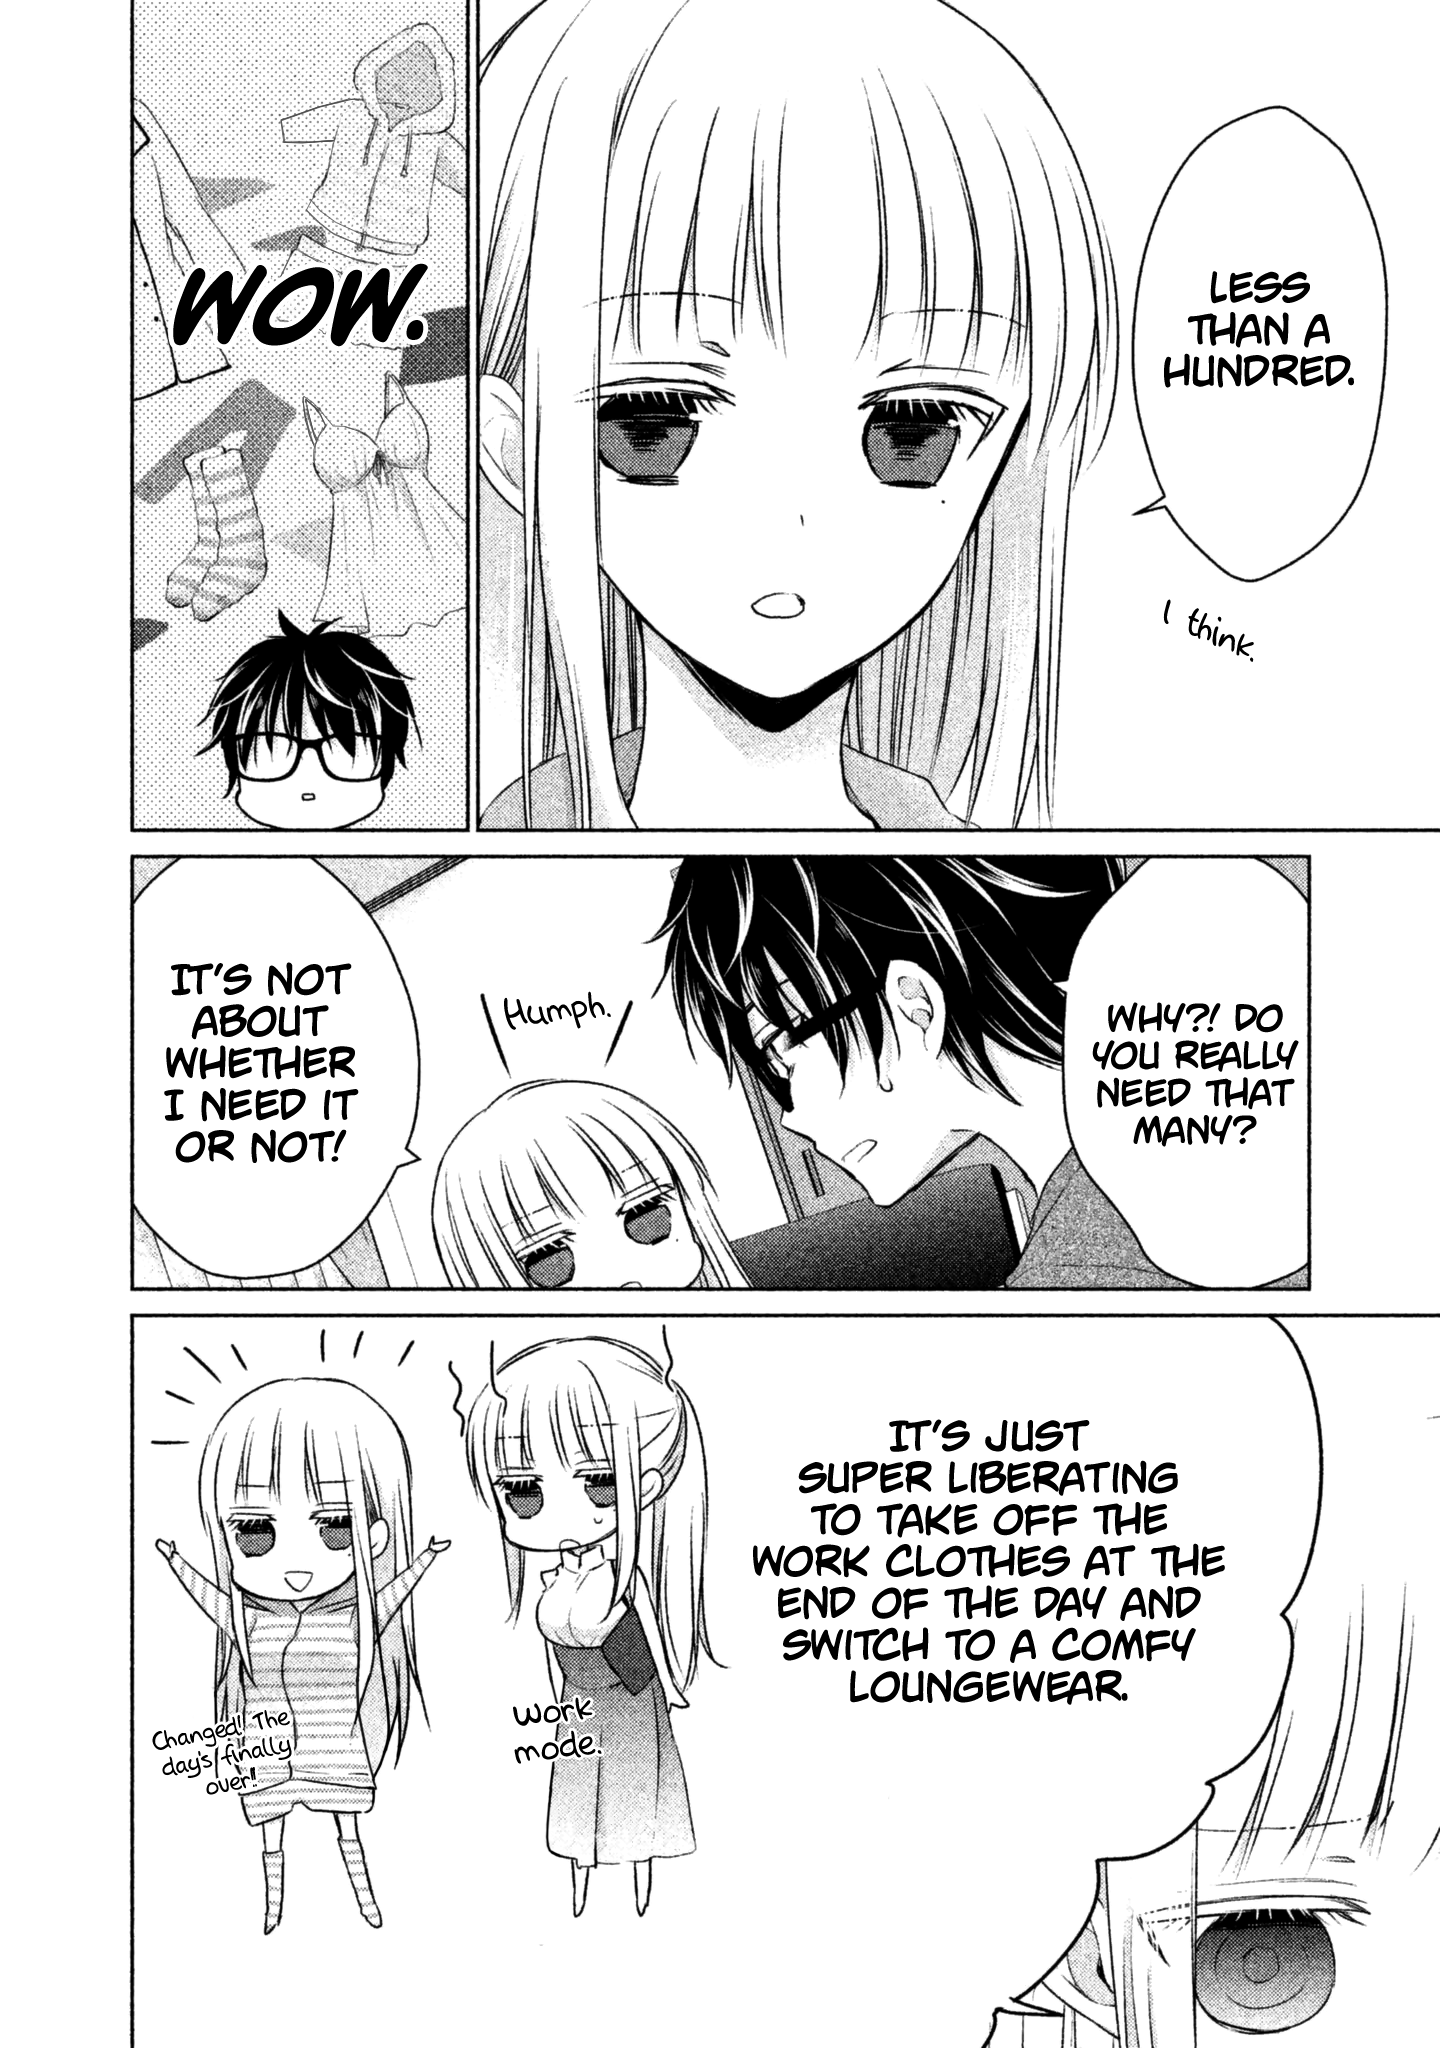 LESS
THAN A
HUNDRED.
I think.
WOW.
WHY?! DO
YOU REALLY
NEED THAT
MANY?
Humph.
IT'S NOT
ABOUT
WHETHER
I NEED IT
OR NOT!
IT'S JUST
SUPER LIBERATING
TO TAKE OFF THE
WORK CLOTHES AT THE
END OF THE DAY AND
SWITCH TO A COMFY
LOUNGEWEAR.
Work
mode.
Changed! The
day's finally
over!!